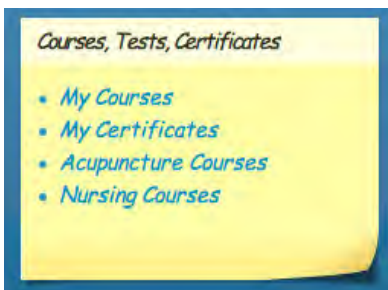 Courses, Tests, Certificates
• My Courses
• My Certificates
• Acupuncture Courses
• Nursing Courses